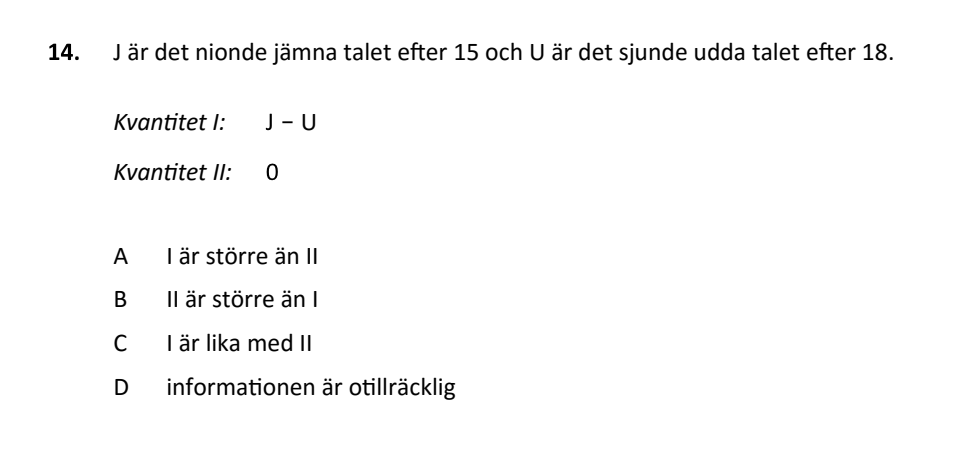 14. J är det nionde jämna talet efter 15 och U är det sjunde udda talet efter 18.
Kvantitet I: J – U
Kvantitet II: 0
A I är större än II
B II är större än I
C I är lika med II
D informationen är otillräcklig